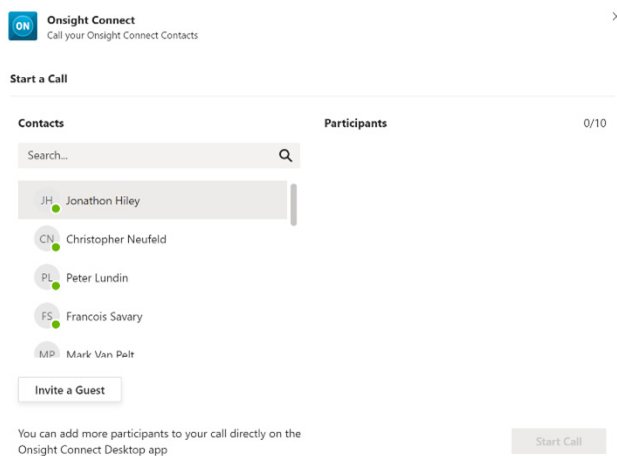 ON
Onsight Connect
Call your Onsight Connect Contacts
Start a Call
Contacts
Participants 0/10
Search...
JH Jonathon Hiley
CN Christopher Neufeld
PL Peter Lundin
FS Francois Savary
MP Mark Van Pelt
Invite a Guest
You can add more participants to your call directly on the
Onsight Connect Desktop app
Start Call